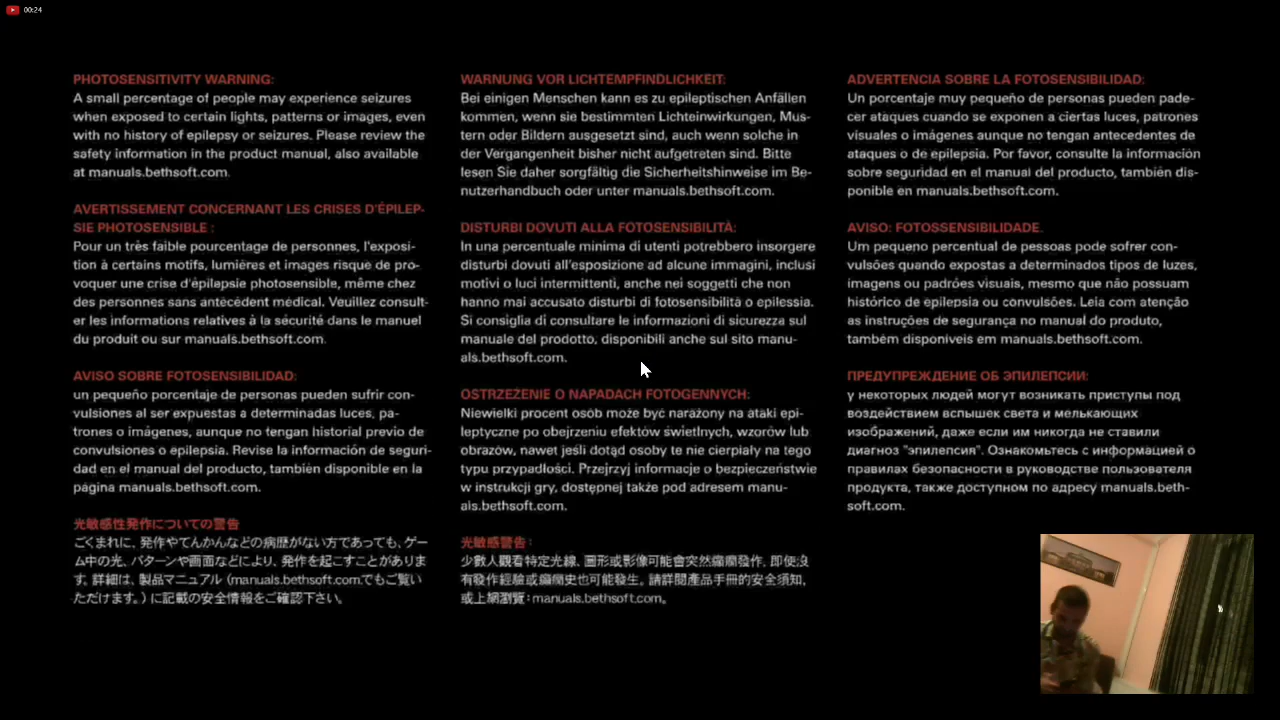 00:24
PHOTOSENSITIVITY WARNING:
A small percentage of people may experience seizures
when exposed to certain lights, patterns or images, even
with no history of epilepsy or seizures. Please review the
safety information in the product manual, also available
at manuals.bethsoft.com.
AVERTISSEMENT CONCERNANT LES CRISES D'ÉPILEP-
SIE PHOTOSENSIBLE :
Pour un très faible pourcentage de personnes, l'exposi-
tion à certains motifs, lumières et images risque de pro-
voquer une crise d'épilepsie photosensible, même chez
des personnes sans antécédent médical. Veuillez consult-
er les informations relatives à la sécurité dans le manuel
du produit ou sur manuals.bethsoft.com.
AVISO SOBRE FOTOSENSIBILIDAD:
un pequeño porcentaje de personas pueden sufrir con-
vulsiones al ser expuestas a determinadas luces, pa-
trones o imágenes, aunque no tengan historial previo de
convulsiones o epilepsia. Revise la información de seguri-
dad en el manual del producto, también disponible en la
página manuals.bethsoft.com.
光敏感性発作についての警告
ごくまれに、発作やてんかんなどの病歴がない方であっても、ゲー
ム中の光、パターンや画面などにより、発作を起こすことがありま
す。詳細は、製品マニュアル（manuals.bethsoft.comでもご覧い
ただけます。）に記載の安全情報をご確認下さい。
WARNUNG VOR LICHTEMPFINDLICHKEIT:
Bei einigen Menschen kann es zu epileptischen Anfällen
kommen, wenn sie bestimmten Lichteinwirkungen, Mus-
tern oder Bildern ausgesetzt sind, auch wenn solche in
der Vergangenheit bisher nicht aufgetreten sind. Bitte
lesen Sie daher sorgfältig die Sicherheitshinweise im Be-
nutzerhandbuch oder unter manuals.bethsoft.com.
DISTURBI DOVUTI ALLA FOTOSENSIBILITÀ:
In una percentuale minima di utenti potrebbero insorgere
disturbi dovuti all'esposizione ad alcune immagini, inclusi
motivi o luci intermittenti, anche nei soggetti che non
hanno mai accusato disturbi di fotosensibilità o epilessia.
Si consiglia di consultare le informazioni di sicurezza sul
manuale del prodotto, disponibili anche sul sito manu-
als.bethsoft.com.
OSTRZEŻENIE O NAPADACH FOTOGENNYCH:
Niewielki procent osób może być narażony na ataki epi-
leptyczne po obejrzeniu efektów świetlnych, wzorów lub
obrazów, nawet jeśli dotąd osoby te nie cierpiały na tego
typu przypadłości. Przejrzyj informacje o bezpieczeństwie
w instrukcji gry, dostępnej także pod adresem manu-
als.bethsoft.com.
光敏感警告：
少數人觀看特定光線、圖形或影像可能會突然癲癇發作，即便沒
有發作經驗或癲癇史也可能發生。請詳閱產品手冊的安全須知，
或上網瀏覽：manuals.bethsoft.com。
ADVERTENCIA SOBRE LA FOTOSENSIBILIDAD:
Un porcentaje muy pequeño de personas pueden pade-
cer ataques cuando se exponen a ciertas luces, patrones
visuales o imágenes aunque no tengan antecedentes de
ataques o de epilepsia. Por favor, consulte la información
sobre seguridad en el manual del producto, también dis-
ponible en manuals.bethsoft.com.
AVISO: FOTOSSENSIBILIDADE.
Um pequeno percentual de pessoas pode sofrer con-
vulsões quando expostas a determinados tipos de luzes,
imagens ou padrões visuais, mesmo que não possuam
histórico de epilepsia ou convulsões. Leia com atenção
as instruções de segurança no manual do produto,
também disponíveis em manuals.bethsoft.com.
ПРЕДУПРЕЖДЕНИЕ ОБ ЭПИЛЕПСИИ:
у некоторых людей могут возникать приступы под
воздействием вспышек света и мелькающих
изображений, даже если им никогда не ставили
диагноз "эпилепсия". Ознакомьтесь с информацией о
правилах безопасности в руководстве пользователя
продукта, также доступном по адресу manuals.beth-
soft.com.